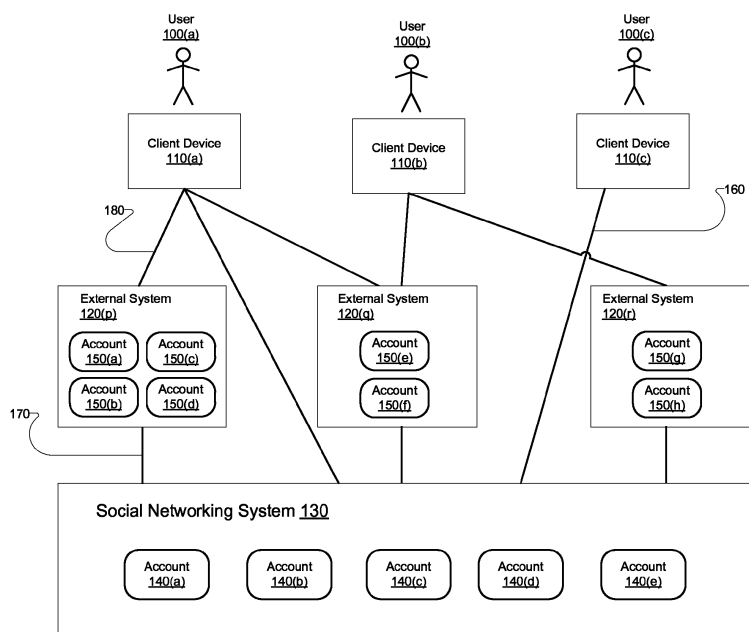 User
100(a)
User
100(b)
User
100(c)
Client Device
110(a)
Client Device
110(b)
Client Device
110(c)
180
160
External System
120(p)
Account
150(a)
Account
150(c)
Account
150(b)
Account
150(d)
External System
120(q)
Account
150(e)
Account
150(f)
External System
120(r)
Account
150(g)
Account
150(h)
170
Social Networking System 130
Account
140(a)
Account
140(b)
Account
140(c)
Account
140(d)
Account
140(e)